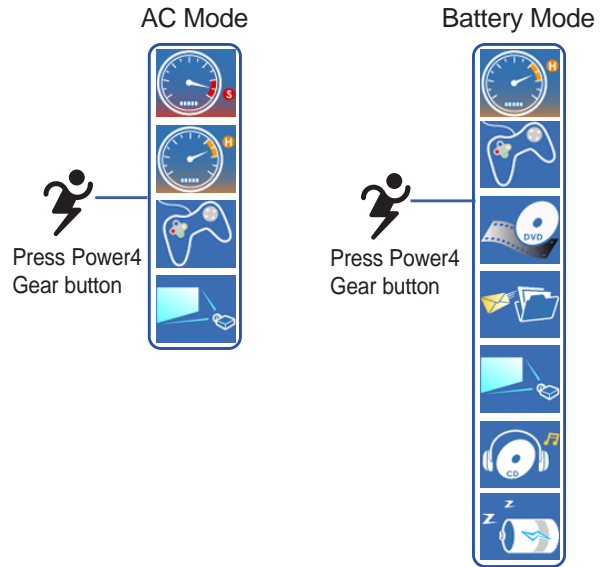 AC Mode
Battery Mode
S
H
Press Power4
Gear button
H
DVD
Press Power4
Gear button
CD
z
z